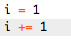 i = 1
i += 1